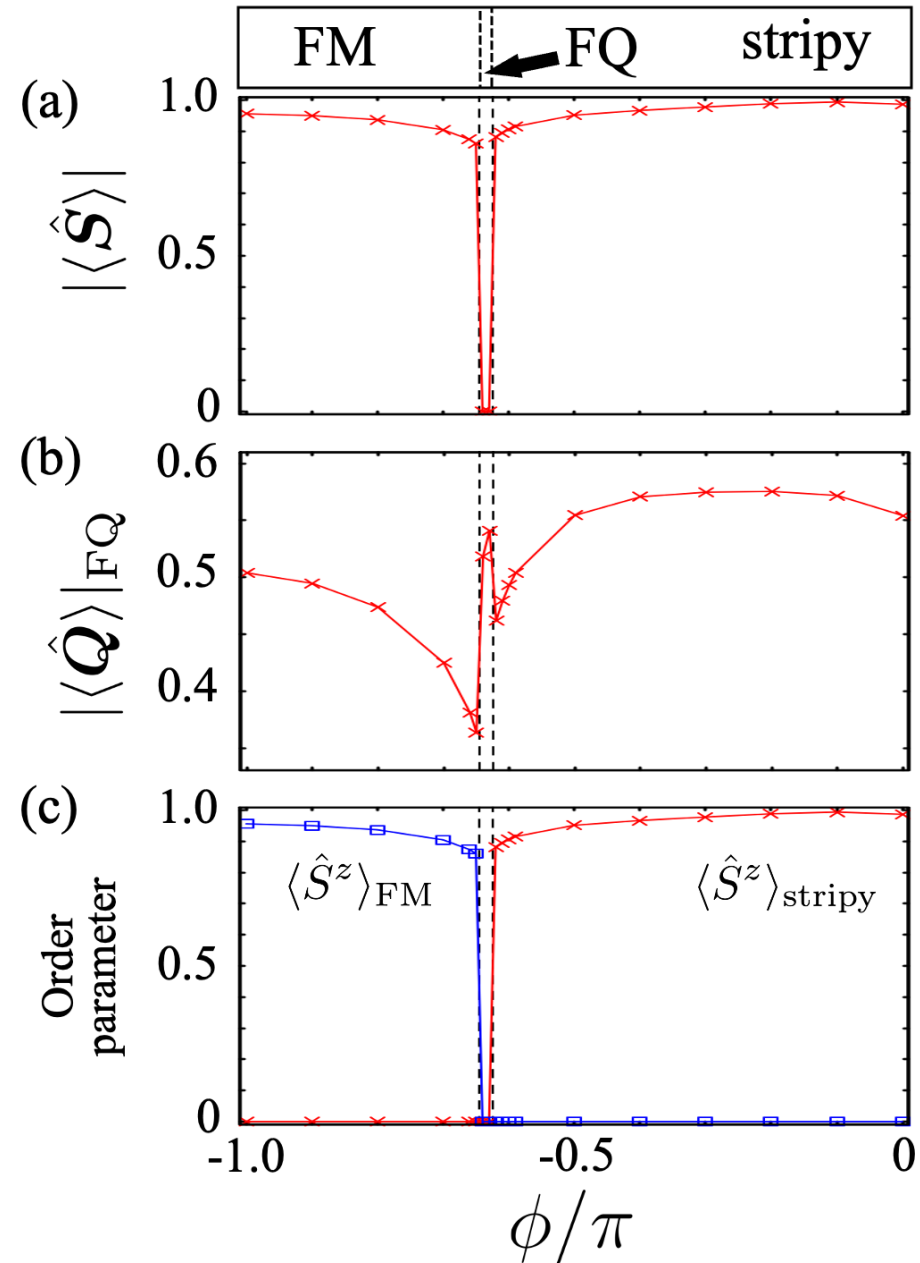 FM FQ stripy
(a)
1.0
0.5
0
|⟨Ŝ⟩|
(b)
0.6
0.5
0.4
|⟨Q̂⟩|FQ
(c)
1.0
0.5
0
Order
parameter
⟨Ŝᶻ⟩FM ⟨Ŝᶻ⟩stripy
-1.0 -0.5 0
ϕ/π